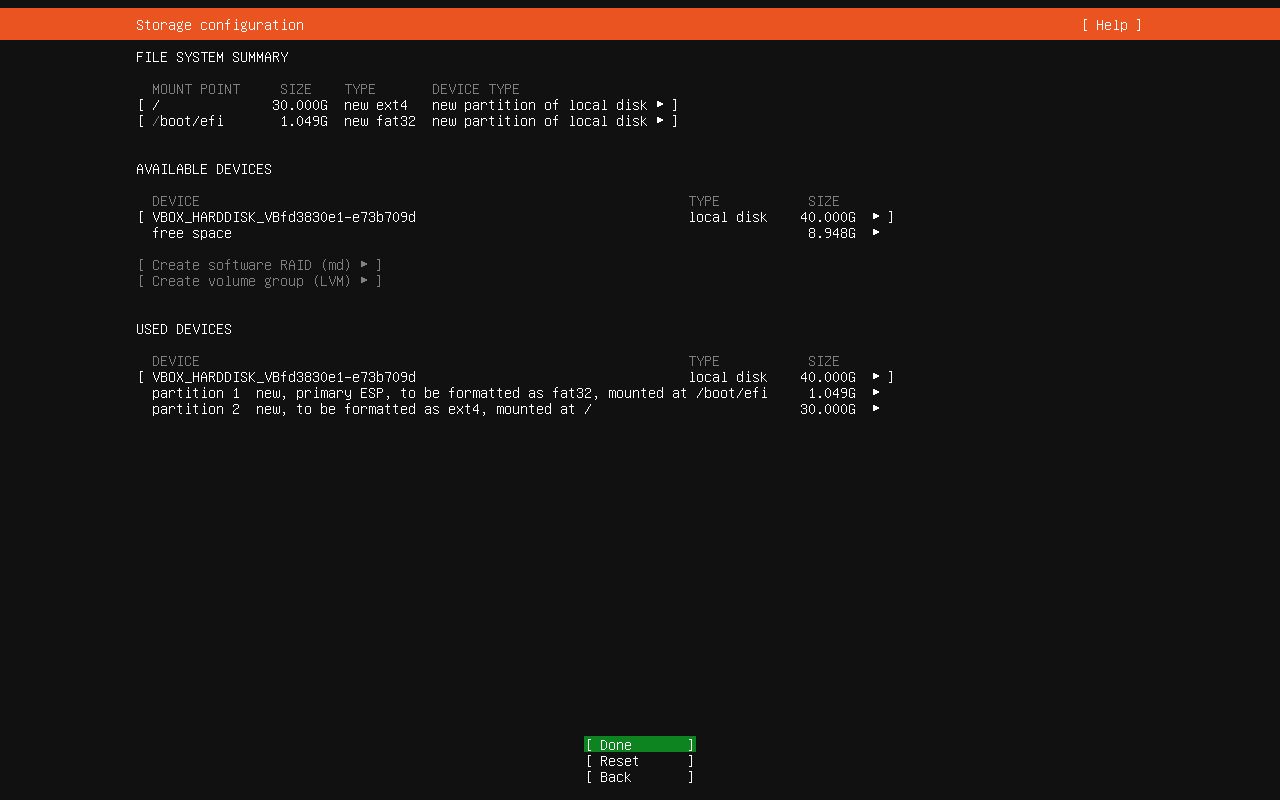 Storage configuration [ Help ]
FILE SYSTEM SUMMARY
MOUNT POINT SIZE TYPE DEVICE TYPE
[ / 30.000G new ext4 new partition of local disk ▸ ]
[ /boot/efi 1.049G new fat32 new partition of local disk ▸ ]
AVAILABLE DEVICES
DEVICE TYPE SIZE
[ VBOX_HARDDISK_VBfd3830e1-e73b709d local disk 40.000G ▸ ]
free space 8.948G ▸
[ Create software RAID (md) ▸ ]
[ Create volume group (LVM) ▸ ]
USED DEVICES
DEVICE TYPE SIZE
[ VBOX_HARDDISK_VBfd3830e1-e73b709d local disk 40.000G ▸ ]
partition 1 new, primary ESP, to be formatted as fat32, mounted at /boot/efi 1.049G ▸
partition 2 new, to be formatted as ext4, mounted at / 30.000G ▸
[ Done ]
[ Reset ]
[ Back ]